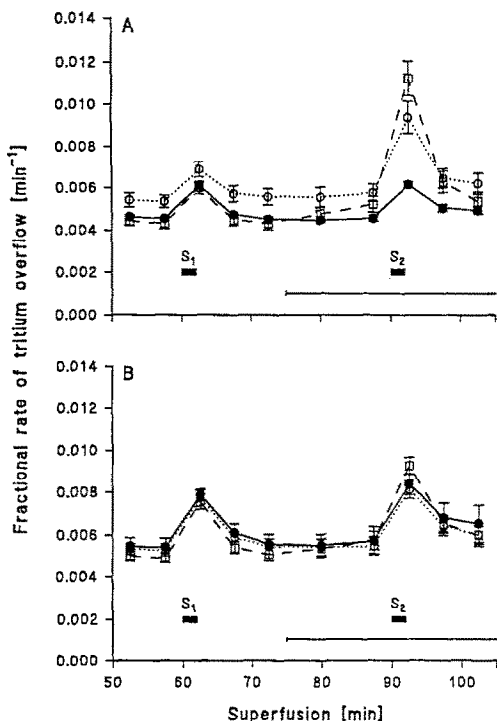 A
Fractional rate of tritium overflow [min⁻¹]
0.014
0.012
0.010
0.008
0.006
0.004
0.002
0.000
S₁
S₂
B
0.014
0.012
0.010
0.008
0.006
0.004
0.002
0.000
S₁
S₂
50
60
70
80
90
100
Superfusion [min]